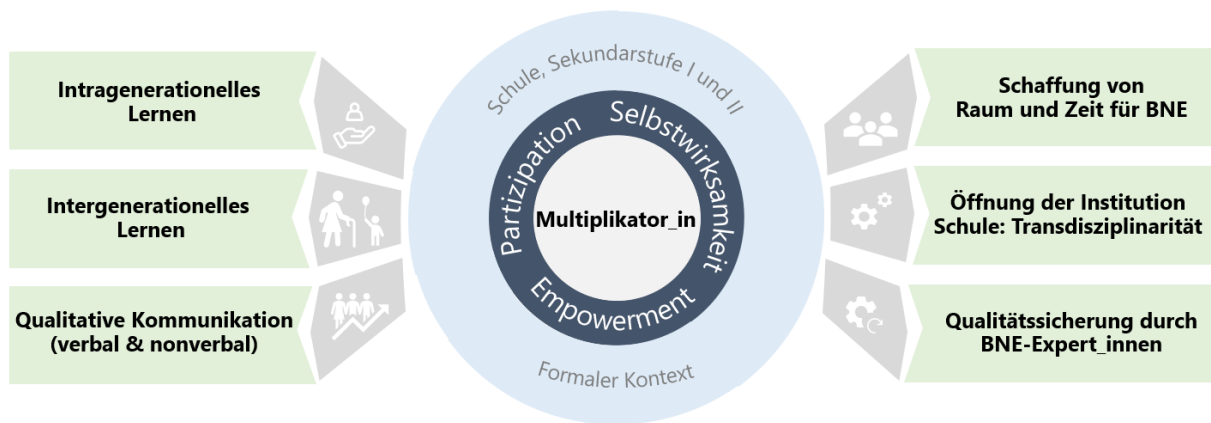 Intragenerationelles
Lernen
Intergenerationelles
Lernen
Qualitative Kommunikation
(verbal & nonverbal)
Schule, Sekundarstufe I und II
Partizipation
Selbstwirksamkeit
Multiplikator_in
Empowerment
Formaler Kontext
Schaffung von
Raum und Zeit für BNE
Öffnung der Institution
Schule: Transdisziplinarität
Qualitätssicherung durch
BNE-Expert_innen